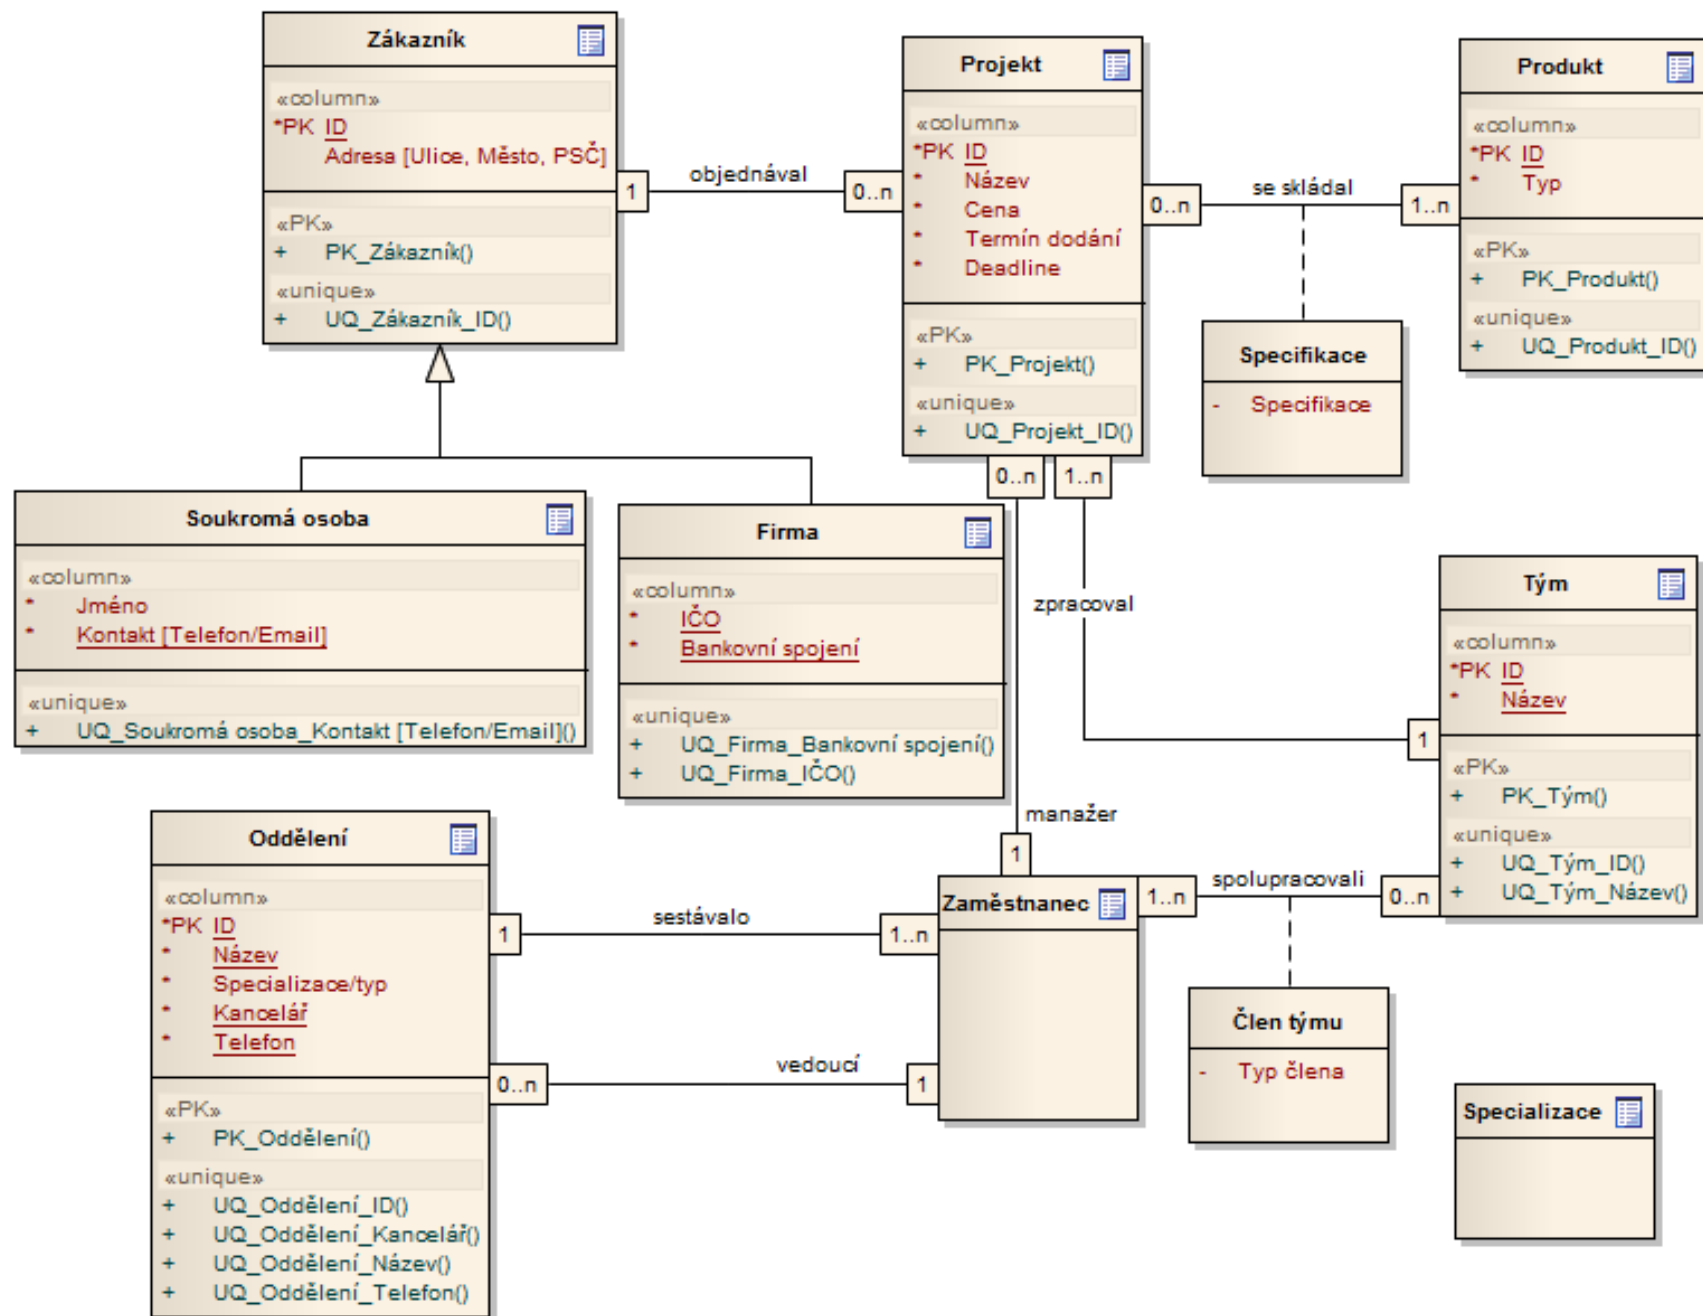 Zákazník
«column»
*PK ID
Adresa [Ulice, Město, PSČ]
«PK»
+ PK_Zákazník()
«unique»
+ UQ_Zákazník_ID()
1
objednával
0..n
Projekt
«column»
*PK ID
* Název
* Cena
* Termín dodání
* Deadline
«PK»
+ PK_Projekt()
«unique»
+ UQ_Projekt_ID()
0..n
se skládal
1..n
Produkt
«column»
*PK ID
* Typ
«PK»
+ PK_Produkt()
«unique»
+ UQ_Produkt_ID()
Specifikace
- Specifikace
0..n
1..n
Soukromá osoba
«column»
* Jméno
* Kontakt [Telefon/Email]
«unique»
+ UQ_Soukromá osoba_Kontakt [Telefon/Email]()
Firma
«column»
* IČO
* Bankovní spojení
«unique»
+ UQ_Firma_Bankovní spojení()
+ UQ_Firma_IČO()
zpracoval
1
manažer
1
Tým
«column»
*PK ID
* Název
«PK»
+ PK_Tým()
«unique»
+ UQ_Tým_ID()
+ UQ_Tým_Název()
Oddělení
«column»
*PK ID
* Název
* Specializace/typ
* Kancelář
* Telefon
«PK»
+ PK_Oddělení()
«unique»
+ UQ_Oddělení_ID()
+ UQ_Oddělení_Kancelář()
+ UQ_Oddělení_Název()
+ UQ_Oddělení_Telefon()
1
sestávalo
1..n
0..n
vedoucí
1
Zaměstnanec
1..n
spolupracovali
0..n
Člen týmu
- Typ člena
Specializace